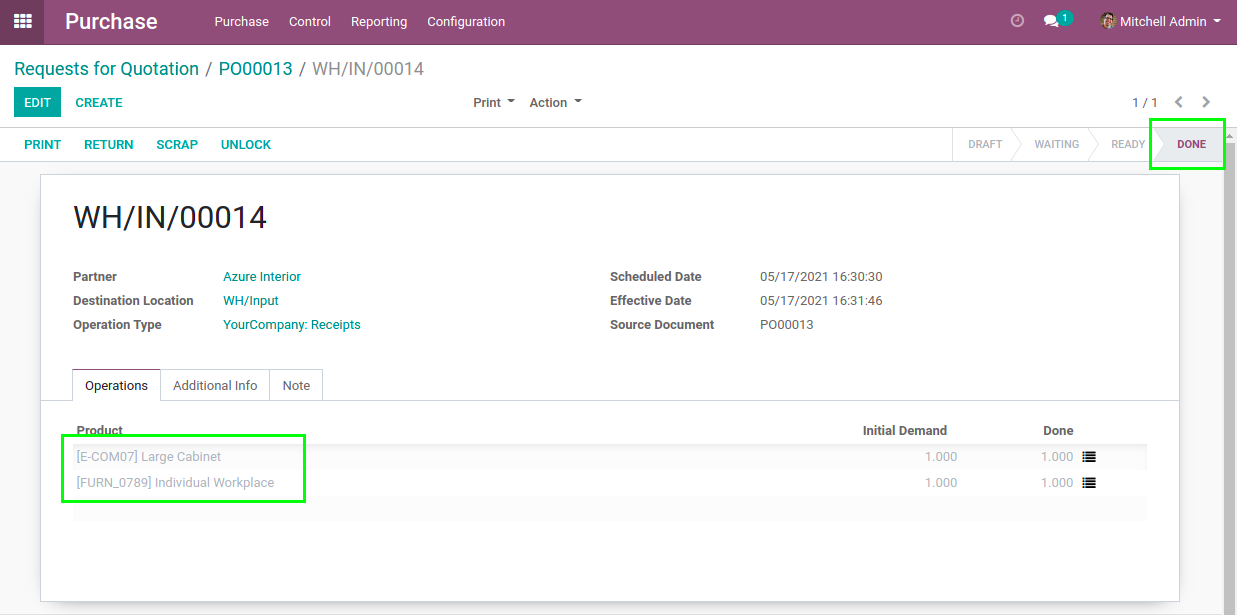 Purchase Purchase Control Reporting Configuration 1 Mitchell Admin
Requests for Quotation / PO00013 / WH/IN/00014
EDIT CREATE Print Action 1 / 1
PRINT RETURN SCRAP UNLOCK DRAFT WAITING READY DONE
WH/IN/00014
Partner Azure Interior Scheduled Date 05/17/2021 16:30:30
Destination Location WH/Input Effective Date 05/17/2021 16:31:46
Operation Type YourCompany: Receipts Source Document PO00013
Operations Additional Info Note
Product Initial Demand Done
[E-COM07] Large Cabinet 1.000 1.000
[FURN_0789] Individual Workplace 1.000 1.000